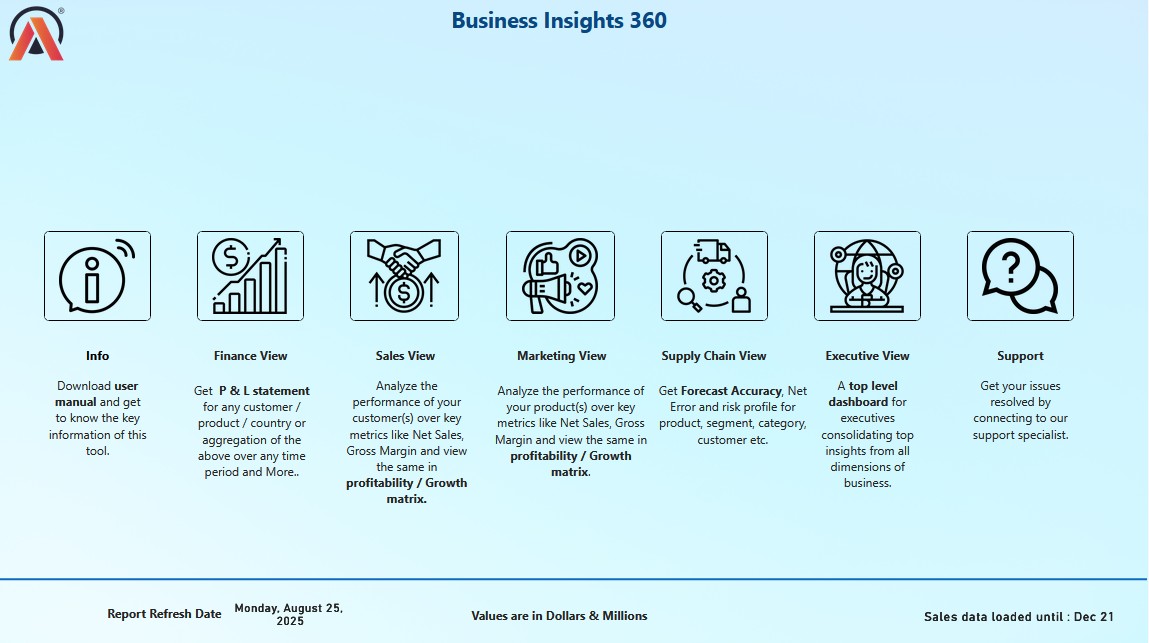 Business Insights 360
®
Info
Download user
manual and get
to know the key
information of this
tool.
Finance View
Get P & L statement
for any customer /
product / country or
aggregation of the
above over any time
period and More..
Sales View
Analyze the
performance of your
customer(s) over key
metrics like Net Sales,
Gross Margin and view
the same in
profitability / Growth
matrix.
Marketing View
Analyze the performance of
your product(s) over key
metrics like Net Sales, Gross
Margin and view the same in
profitability / Growth
matrix.
Supply Chain View
Get Forecast Accuracy, Net
Error and risk profile for
product, segment, category,
customer etc.
Executive View
A top level
dashboard for
executives
consolidating top
insights from all
dimensions of
business.
Support
Get your issues
resolved by
connecting to our
support specialist.
Report Refresh Date
Monday, August 25,
2025
Values are in Dollars & Millions
Sales data loaded until : Dec 21